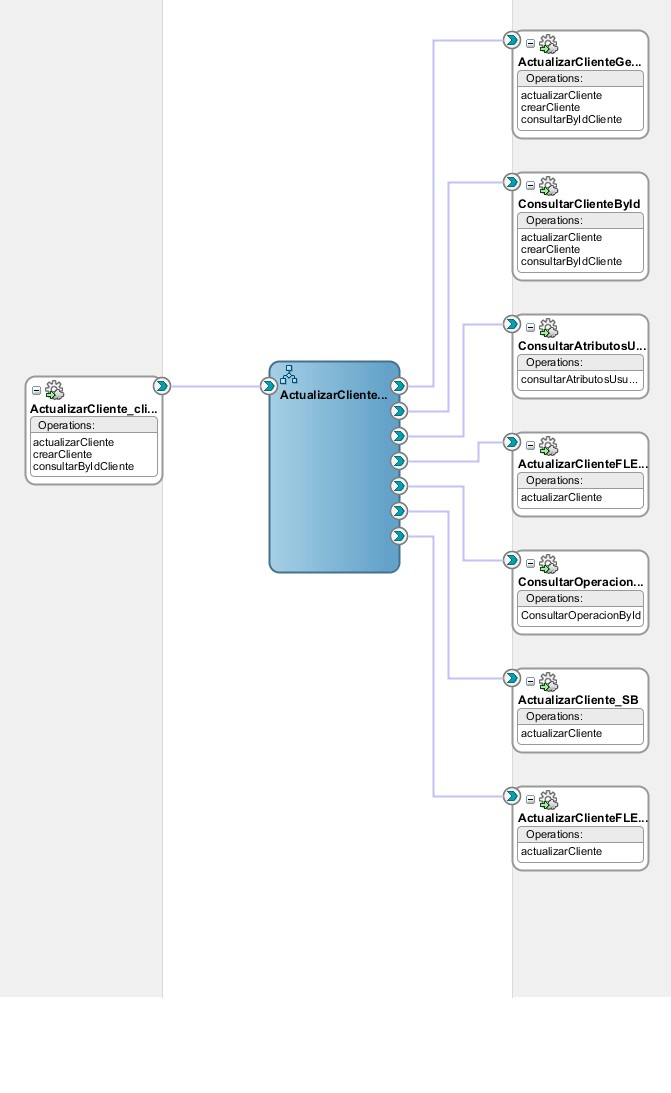 ActualizarClienteGe...
Operations:
actualizarCliente
crearCliente
consultarByIdCliente
ConsultarClienteById
Operations:
actualizarCliente
crearCliente
consultarByIdCliente
ConsultarAtributosU...
Operations:
consultarAtributosUsu...
ActualizarCliente_cli...
Operations:
actualizarCliente
crearCliente
consultarByIdCliente
ActualizarCliente...
ActualizarClienteFLE...
Operations:
actualizarCliente
ConsultarOperacion...
Operations:
ConsultarOperacionById
ActualizarCliente_SB
Operations:
actualizarCliente
ActualizarClienteFLE...
Operations:
actualizarCliente